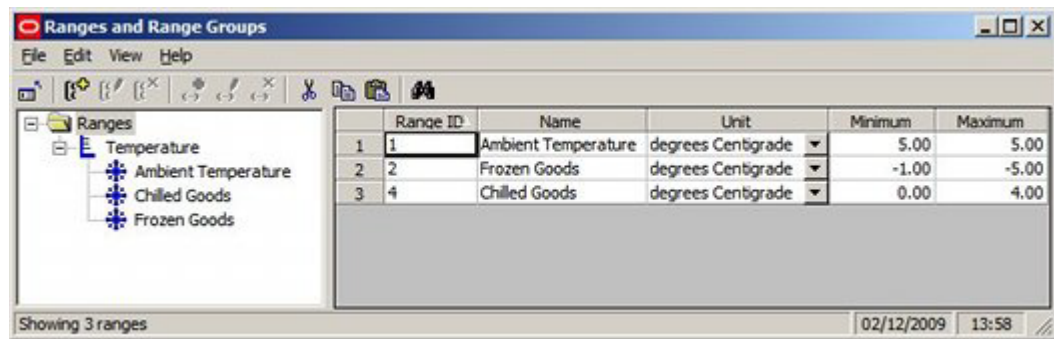 Ranges and Range Groups
File Edit View Help
Ranges
Temperature
Ambient Temperature
Chilled Goods
Frozen Goods
Range ID Name Unit Minimum Maximum
1 1 Ambient Temperature degrees Centigrade 5.00 5.00
2 2 Frozen Goods degrees Centigrade -1.00 -5.00
3 4 Chilled Goods degrees Centigrade 0.00 4.00
Showing 3 ranges 02/12/2009 13:58